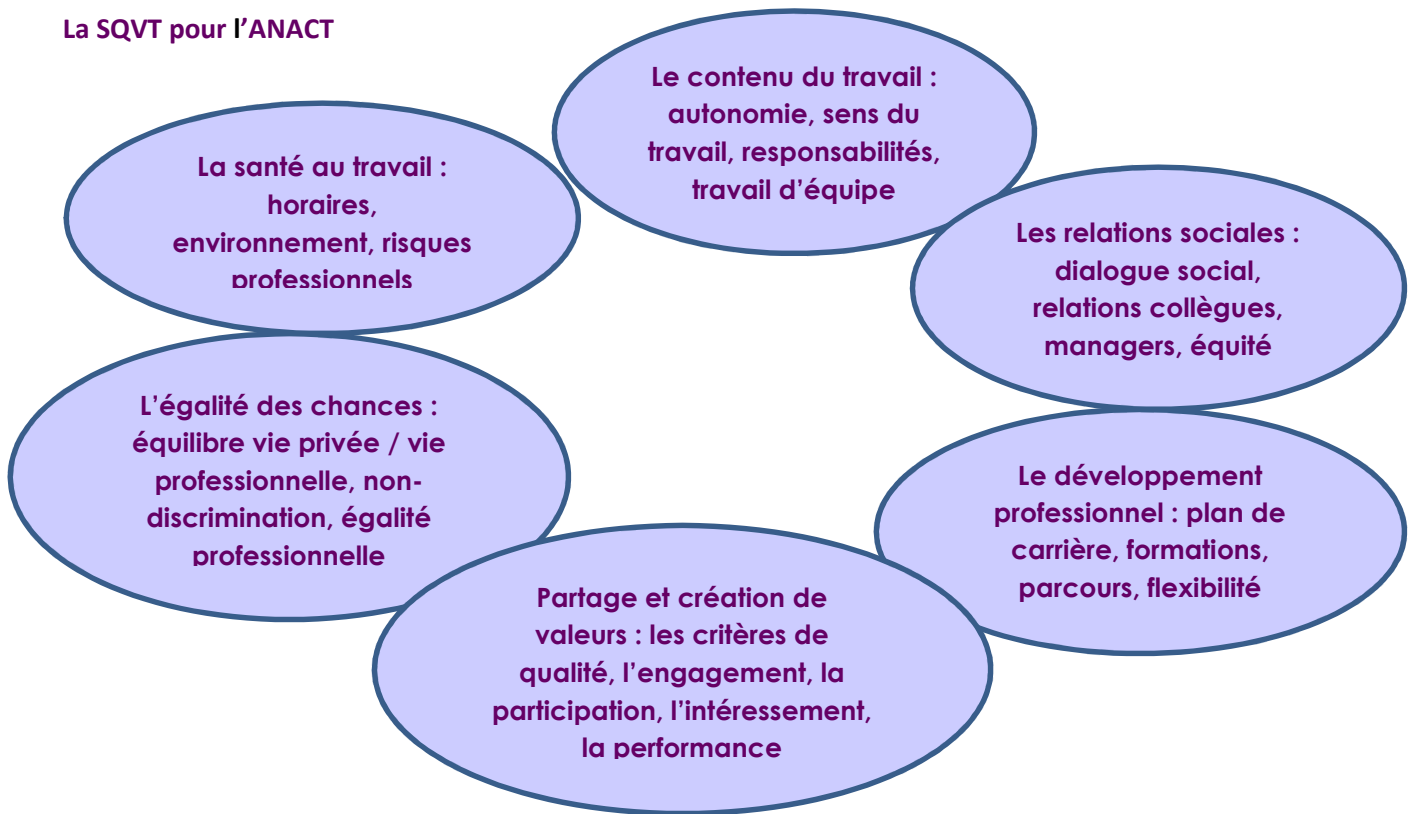 La SQVT pour l’ANACT
Le contenu du travail :
autonomie, sens du
travail, responsabilités,
travail d’équipe
La santé au travail :
horaires,
environnement, risques
professionnels
Les relations sociales :
dialogue social,
relations collègues,
managers, équité
L’égalité des chances :
équilibre vie privée / vie
professionnelle, non-
discrimination, égalité
professionnelle
Le développement
professionnel : plan de
carrière, formations,
parcours, flexibilité
Partage et création de
valeurs : les critères de
qualité, l’engagement, la
participation, l’intéressement,
la performance